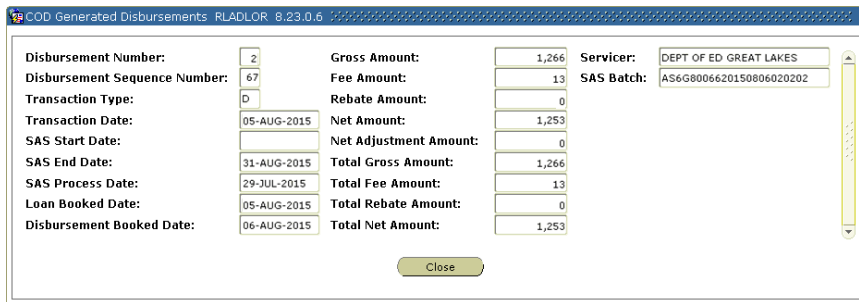 COD Generated Disbursements RLADLOR 8.23.0.6
Disbursement Number: 2 Gross Amount: 1,266 Servicer: DEPT OF ED GREAT LAKES
Disbursement Sequence Number: 67 Fee Amount: 13 SAS Batch: AS6G8006620150806020202
Transaction Type: D Rebate Amount: 0
Transaction Date: 05-AUG-2015 Net Amount: 1,253
SAS Start Date: Net Adjustment Amount: 0
SAS End Date: 31-AUG-2015 Total Gross Amount: 1,266
SAS Process Date: 29-JUL-2015 Total Fee Amount: 13
Loan Booked Date: 05-AUG-2015 Total Rebate Amount: 0
Disbursement Booked Date: 06-AUG-2015 Total Net Amount: 1,253
Close